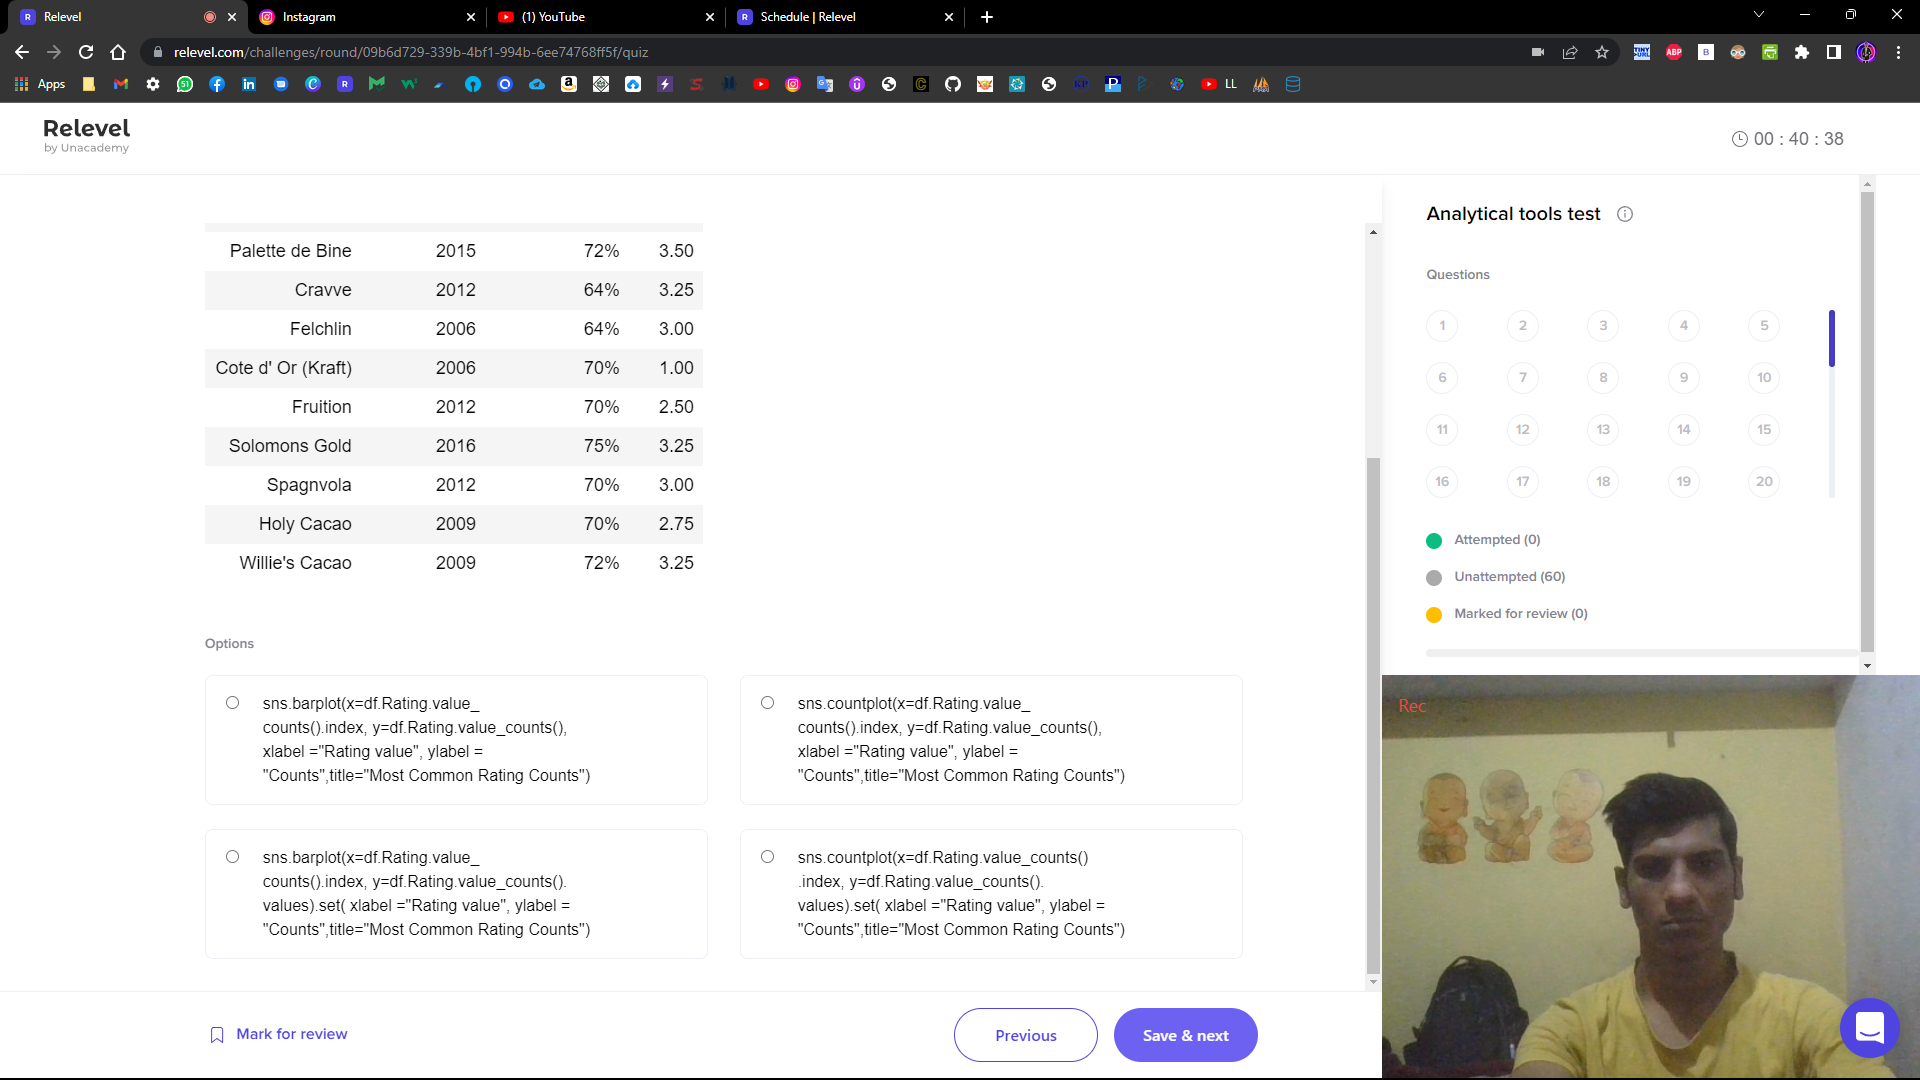 Relevel
Instagram
(1) YouTube
Schedule | Relevel
relevel.com/challenges/round/09b6d729-339b-4bf1-994b-6ee74768ff5f/quiz
Apps
LL
Relevel
by Unacademy
00 : 40 : 38
Palette de Bine 2015 72% 3.50
Cravve 2012 64% 3.25
Felchlin 2006 64% 3.00
Cote d' Or (Kraft) 2006 70% 1.00
Fruition 2012 70% 2.50
Solomons Gold 2016 75% 3.25
Spagnvola 2012 70% 3.00
Holy Cacao 2009 70% 2.75
Willie's Cacao 2009 72% 3.25
Options
sns.barplot(x=df.Rating.value_
counts().index, y=df.Rating.value_counts(),
xlabel ="Rating value", ylabel =
"Counts",title="Most Common Rating Counts")
sns.countplot(x=df.Rating.value_
counts().index, y=df.Rating.value_counts(),
xlabel ="Rating value", ylabel =
"Counts",title="Most Common Rating Counts")
sns.barplot(x=df.Rating.value_
counts().index, y=df.Rating.value_counts().
values).set( xlabel ="Rating value", ylabel =
"Counts",title="Most Common Rating Counts")
sns.countplot(x=df.Rating.value_counts()
.index, y=df.Rating.value_counts().
values).set( xlabel ="Rating value", ylabel =
"Counts",title="Most Common Rating Counts")
Mark for review
Previous
Save & next
Analytical tools test
Questions
1 2 3 4 5
6 7 8 9 10
11 12 13 14 15
16 17 18 19 20
Attempted (0)
Unattempted (60)
Marked for review (0)
Rec